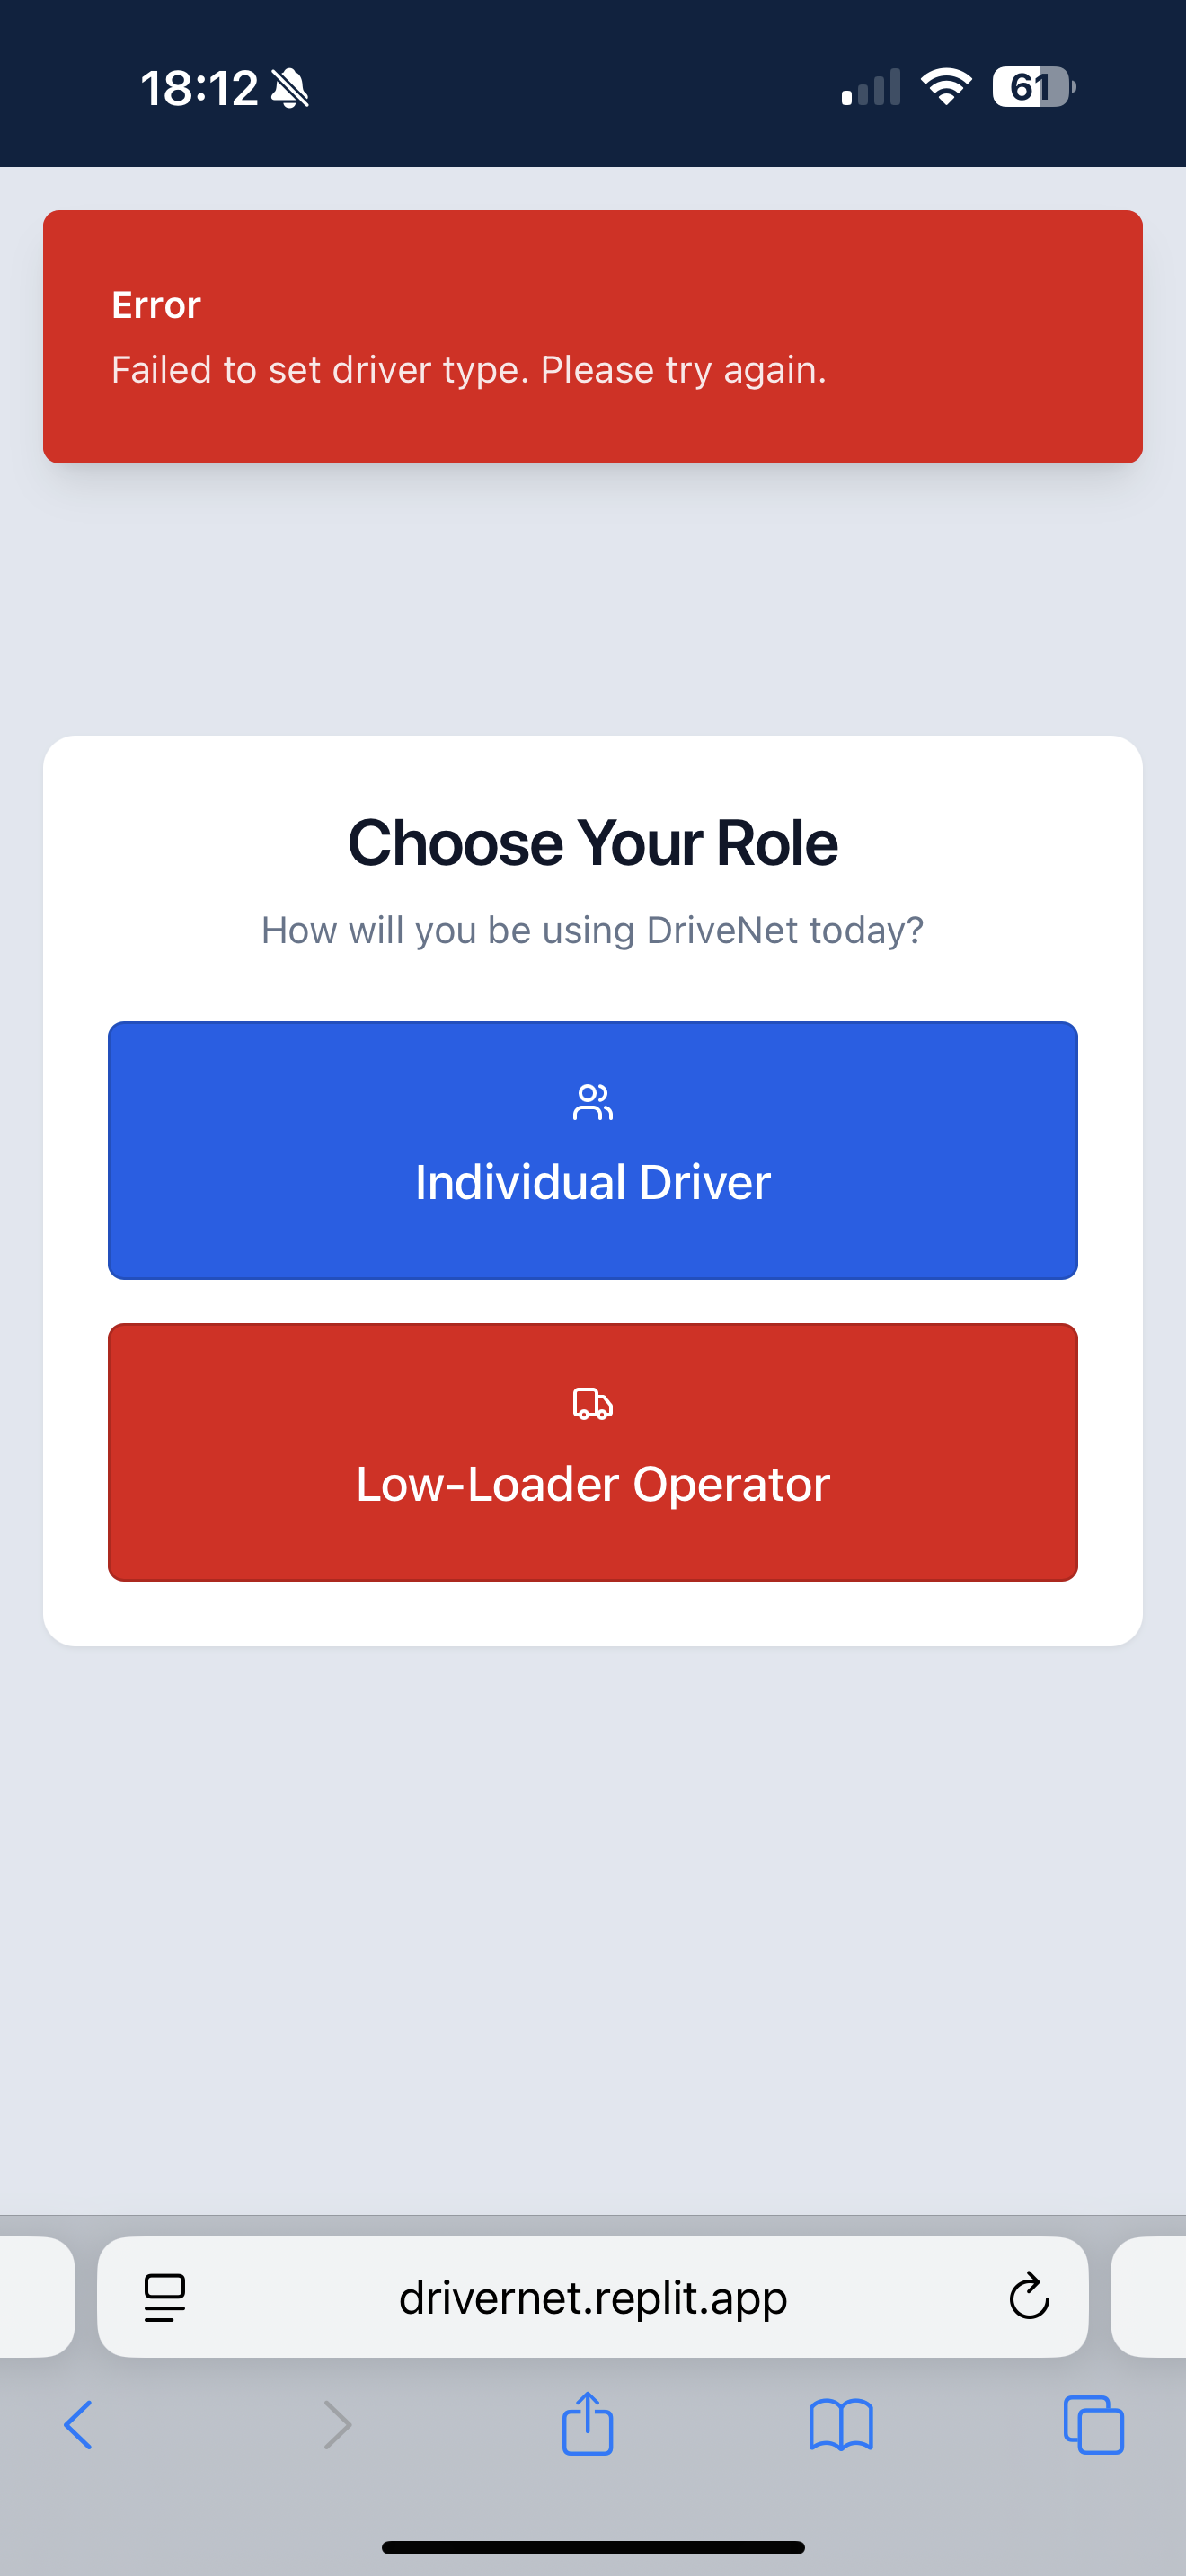 18:12
61
Error
Failed to set driver type. Please try again.
Choose Your Role
How will you be using DriveNet today?
Individual Driver
Low-Loader Operator
drivernet.replit.app